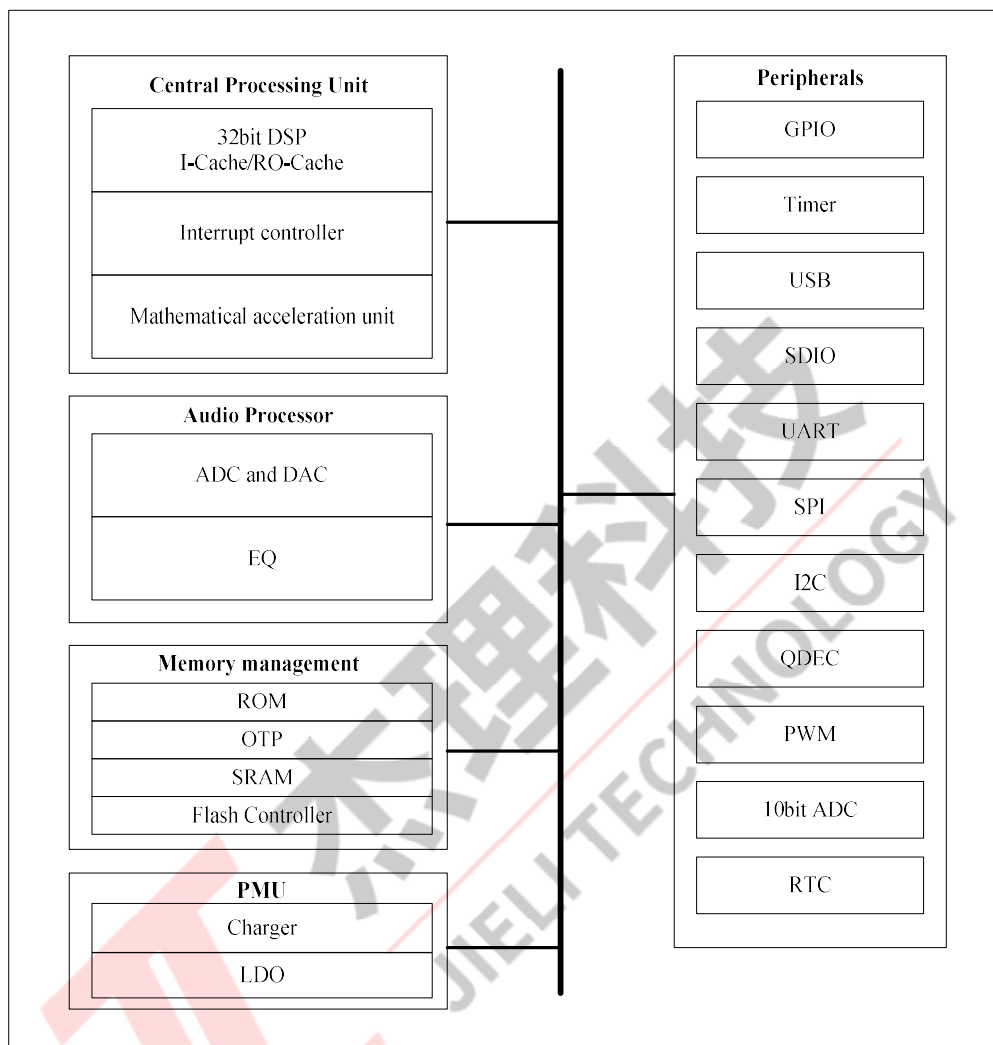 Central Processing Unit
32bit DSP
I-Cache/RO-Cache
Interrupt controller
Mathematical acceleration unit
Audio Processor
ADC and DAC
EQ
Memory management
ROM
OTP
SRAM
Flash Controller
PMU
Charger
LDO
Peripherals
GPIO
Timer
USB
SDIO
UART
SPI
I2C
QDEC
PWM
10bit ADC
RTC
杰理科技
JIELI TECHNOLOGY